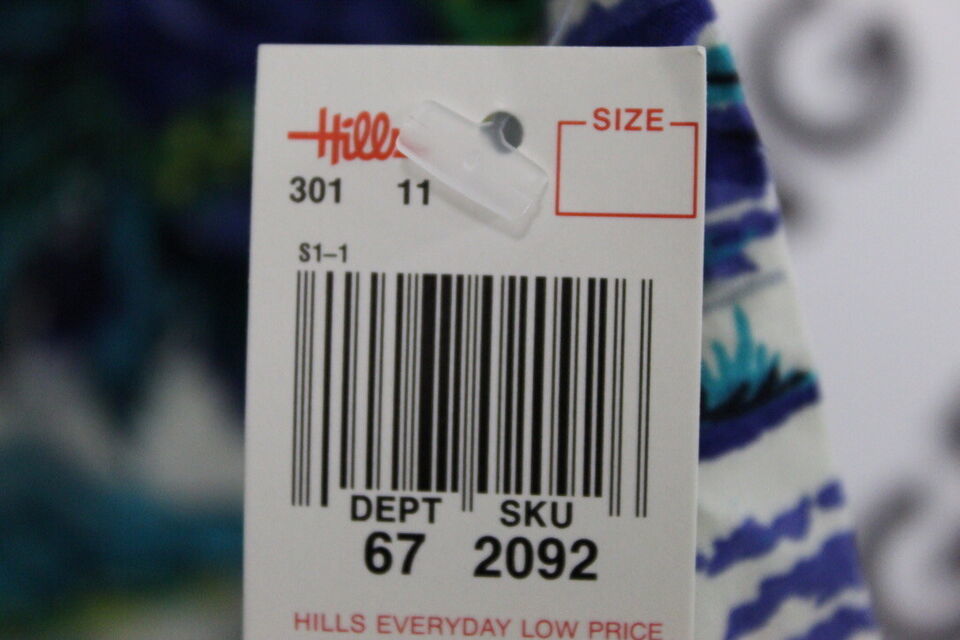 Hills
SIZE
301 11
S1-1
DEPT SKU
67 2092
HILLS EVERYDAY LOW PRICE